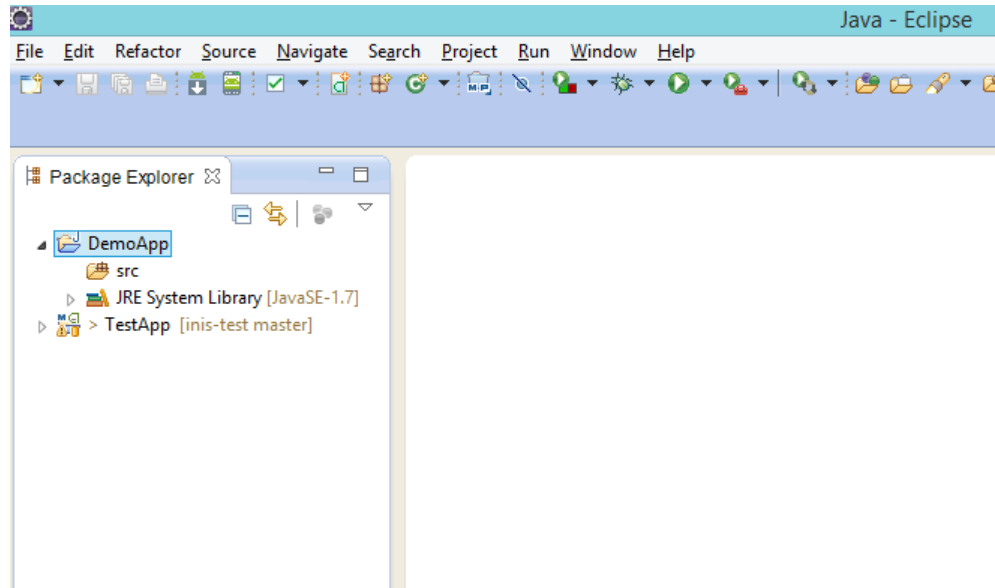 Java - Eclipse
File Edit Refactor Source Navigate Search Project Run Window Help
Package Explorer
DemoApp
src
JRE System Library [JavaSE-1.7]
> TestApp [inis-test master]